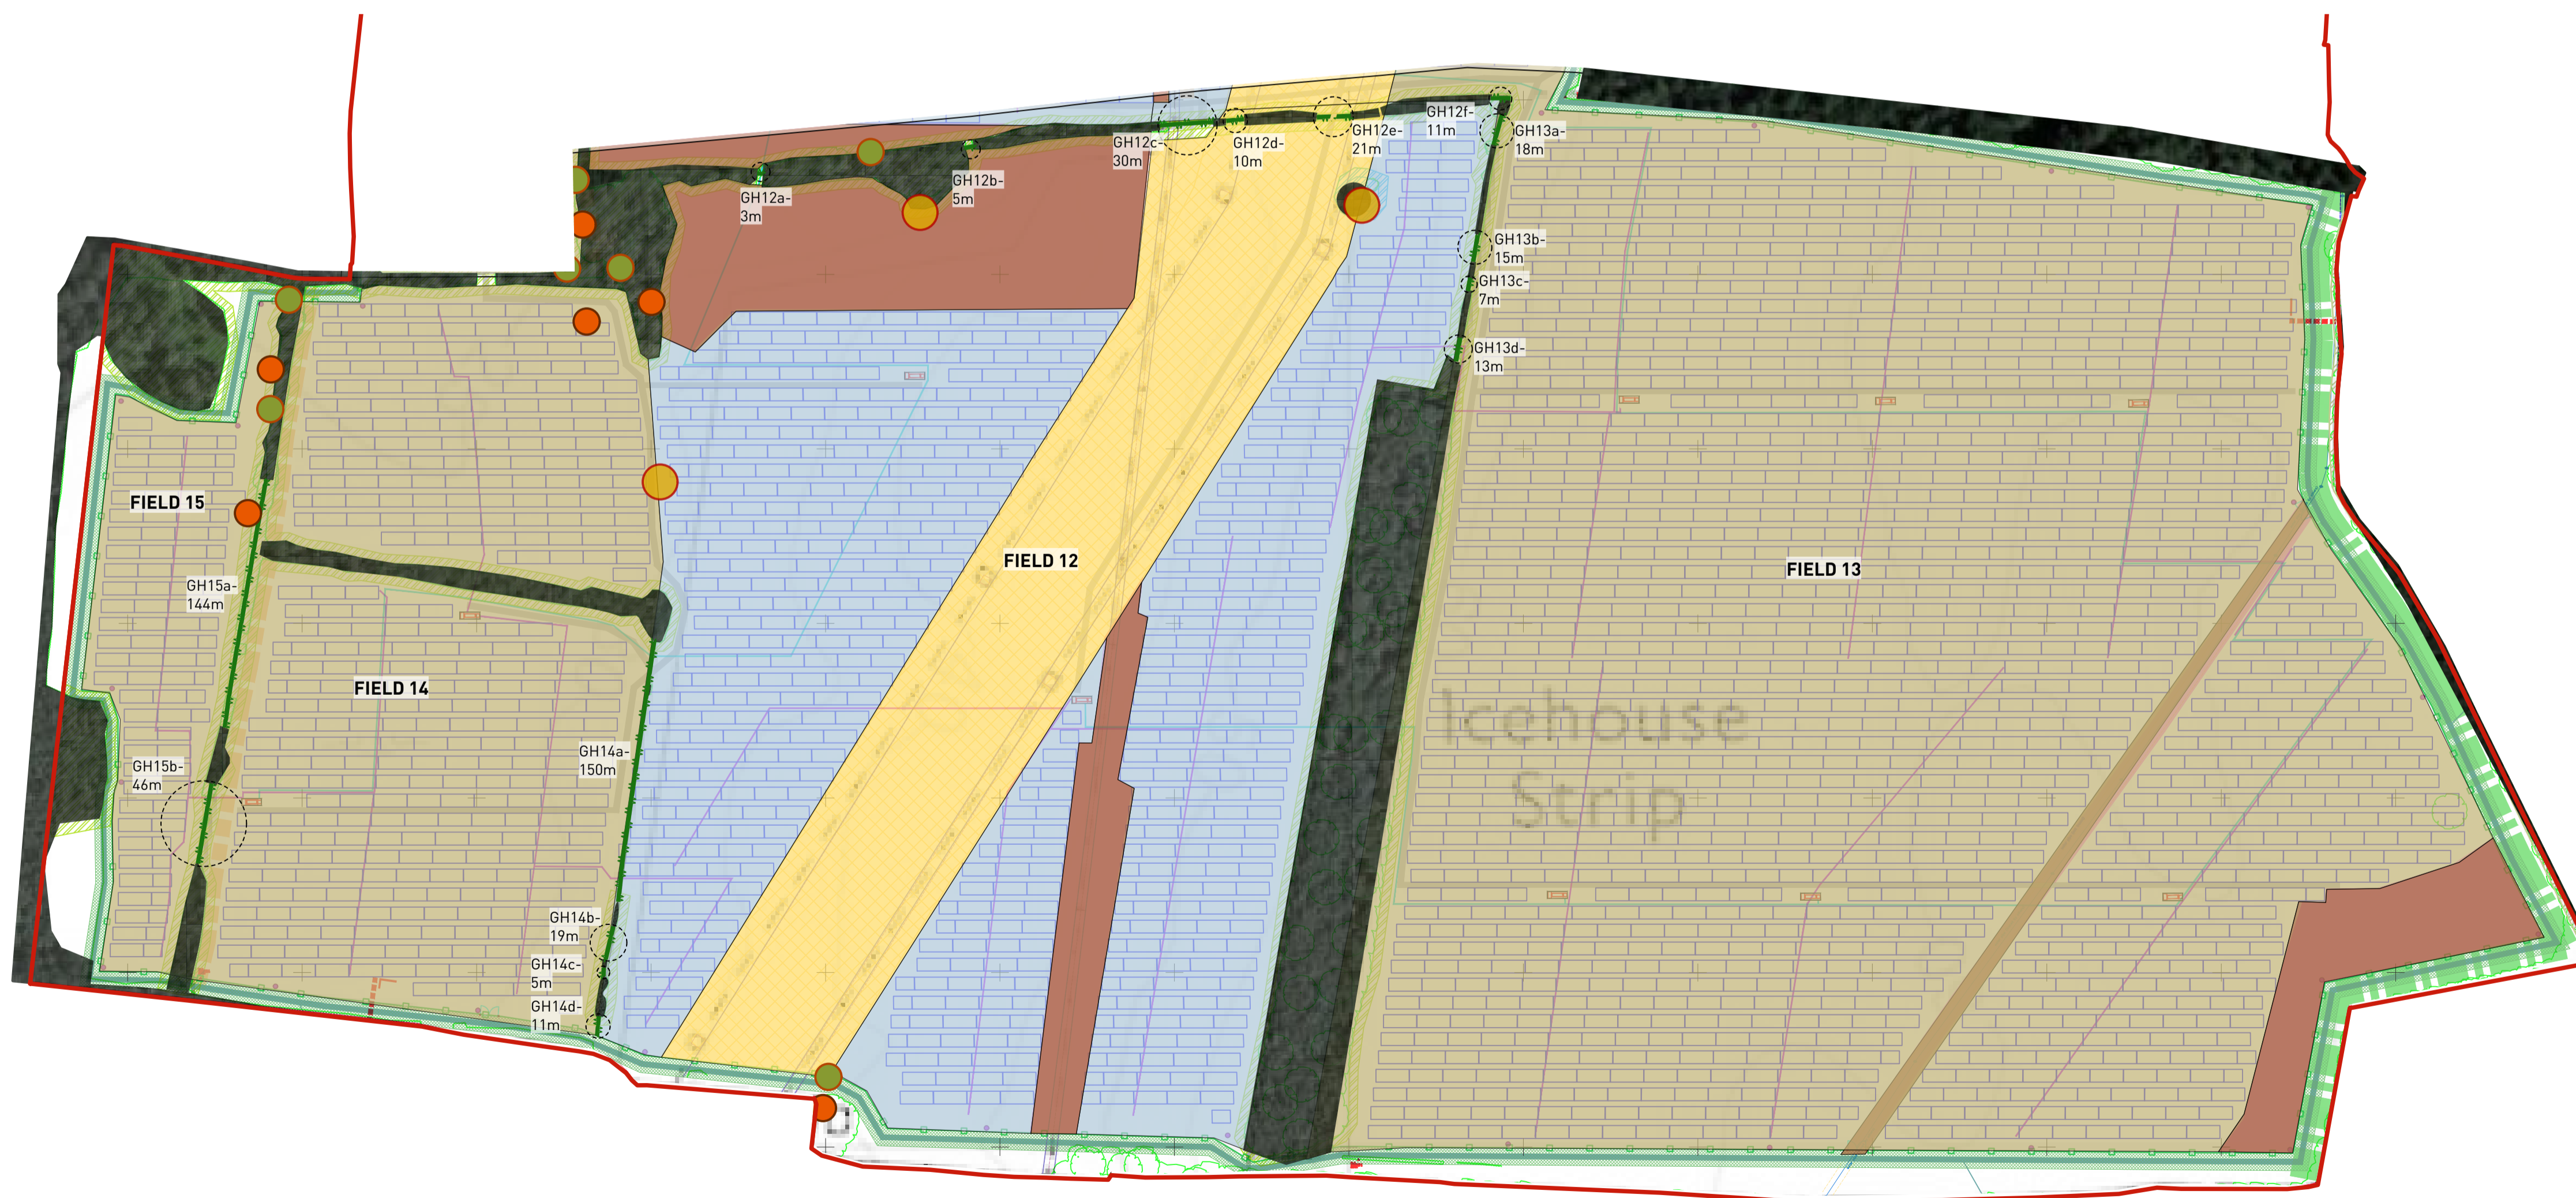 GH12f-
11m
GH12c-
30m
GH12d-
10m
GH12e-
21m
GH13a-
18m
GH12a-
3m
GH12b-
5m
GH13b-
15m
GH13c-
7m
GH13d-
13m
FIELD 15
FIELD 12
FIELD 13
GH15a-
144m
FIELD 14
Icehouse
Strip
GH14a-
150m
GH15b-
46m
GH14b-
19m
GH14c-
5m
GH14d-
11m